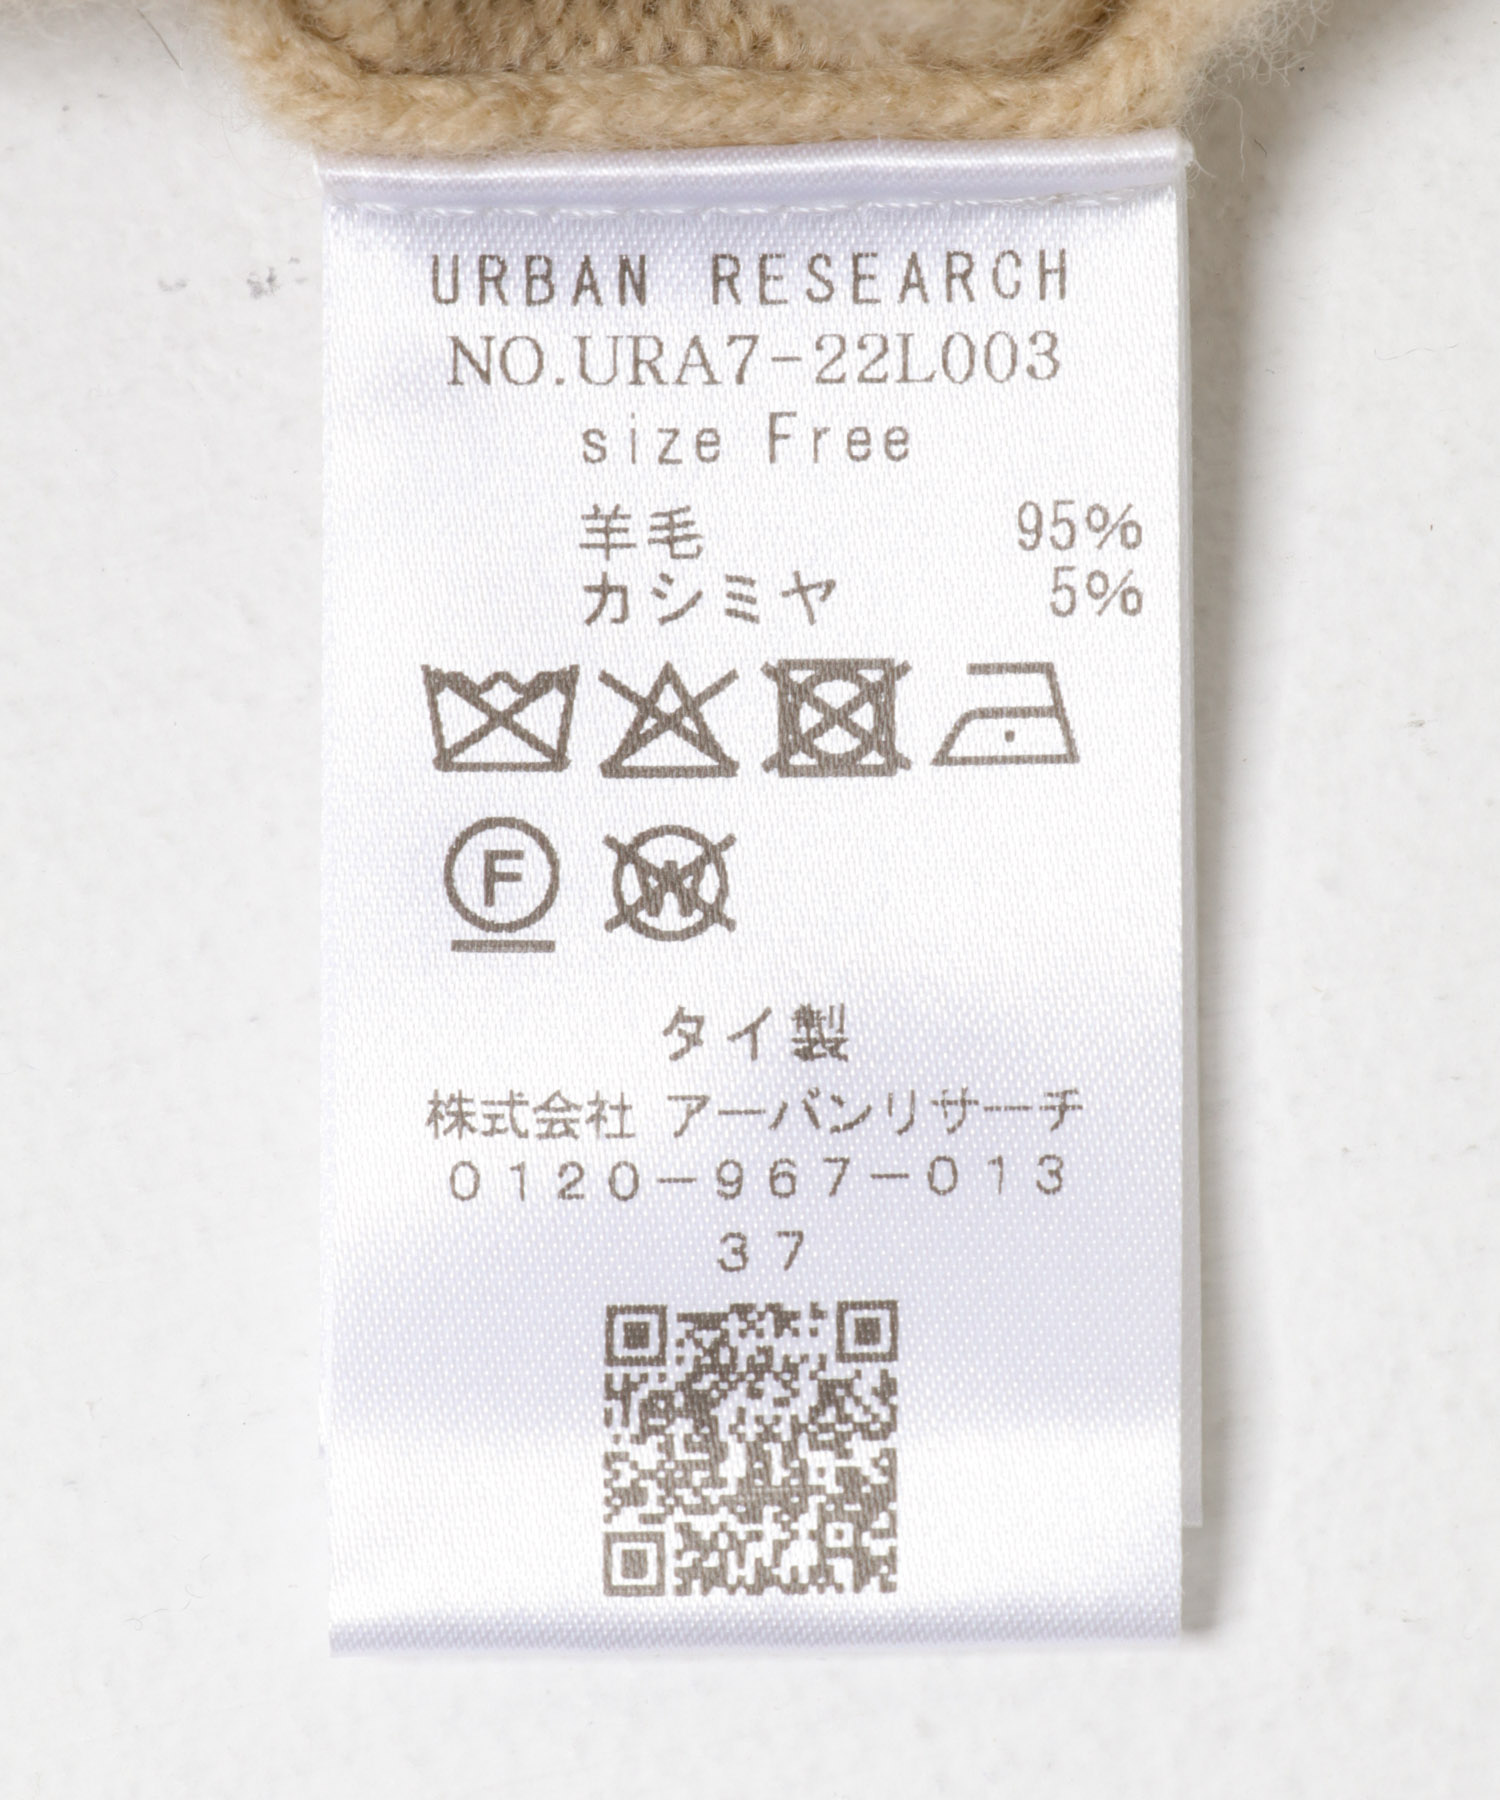 URBAN RESEARCH
NO.URA7-22L003
size Free
羊毛 95%
カシミヤ 5%
F W
タイ製
株式会社 アーバンリサーチ
0120-967-013
37